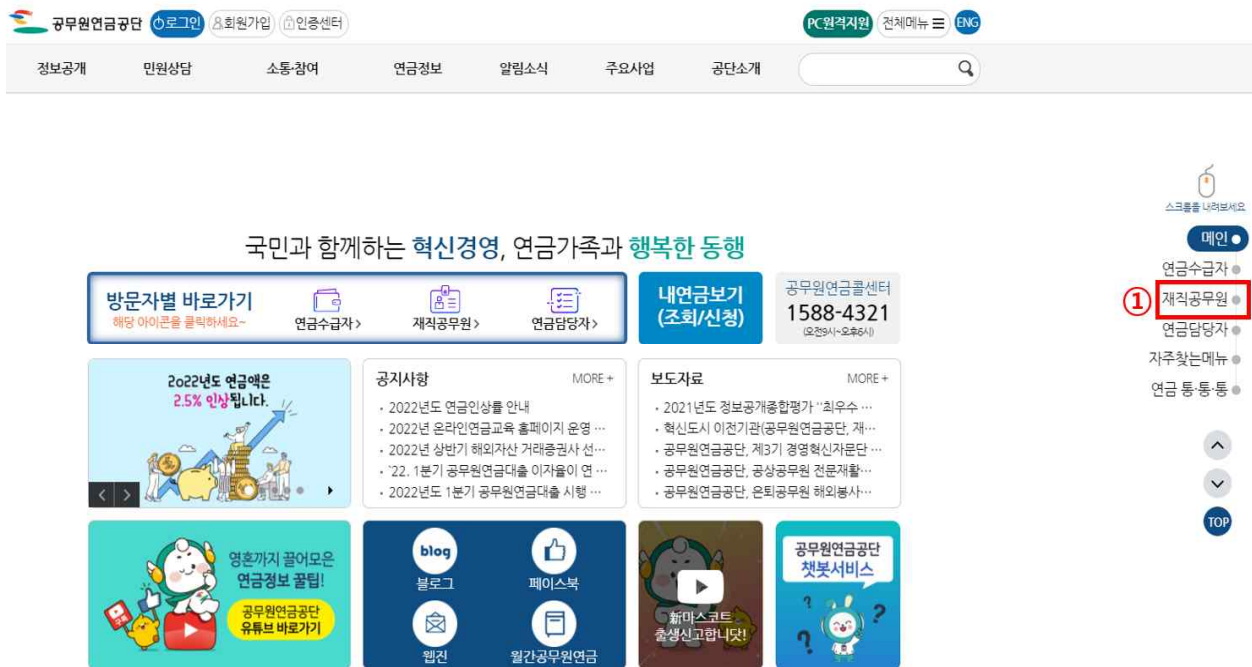 공무원연금공단 로그인 회원가입 인증센터 PC원격지원 전체메뉴 ENG
정보공개 민원상담 소통·참여 연금정보 알림소식 주요사업 공단소개
스크롤을 내려보세요
메인
연금수급자
① 재직공무원
연금담당자
자주찾는메뉴
연금 통·통·통
TOP
국민과 함께하는 혁신경영, 연금가족과 행복한 동행
방문자별 바로가기
해당 아이콘을 클릭하세요~
연금수급자>
재직공무원>
연금담당자>
내연금보기
(조회/신청)
공무원연금콜센터
1588-4321
(오전9시~오후6시)
2022년도 연금액은
2.5% 인상됩니다.
공지사항 MORE +
· 2022년도 연금인상률 안내
· 2022년 온라인연금교육 홈페이지 운영 ···
· 2022년 상반기 해외자산 거래증권사 선···
· '22. 1분기 공무원연금대출 이자율이 연 ···
· 2022년도 1분기 공무원연금대출 시행 ···
보도자료 MORE +
· 2021년도 정보공개종합평가 "최우수 ···
· 혁신도시 이전기관(공무원연금공단, 재···
· 공무원연금공단, 제3기 경영혁신자문단 ···
· 공무원연금공단, 공상공무원 전문재활···
· 공무원연금공단, 은퇴공무원 해외봉사···
영혼까지 끌어모은
연금정보 꿀팁!
공무원연금공단
유튜브 바로가기
구독
blog
블로그
페이스북
웹진
월간공무원연금
新마스코트
출생신고합니닷!
공무원연금공단
챗봇서비스